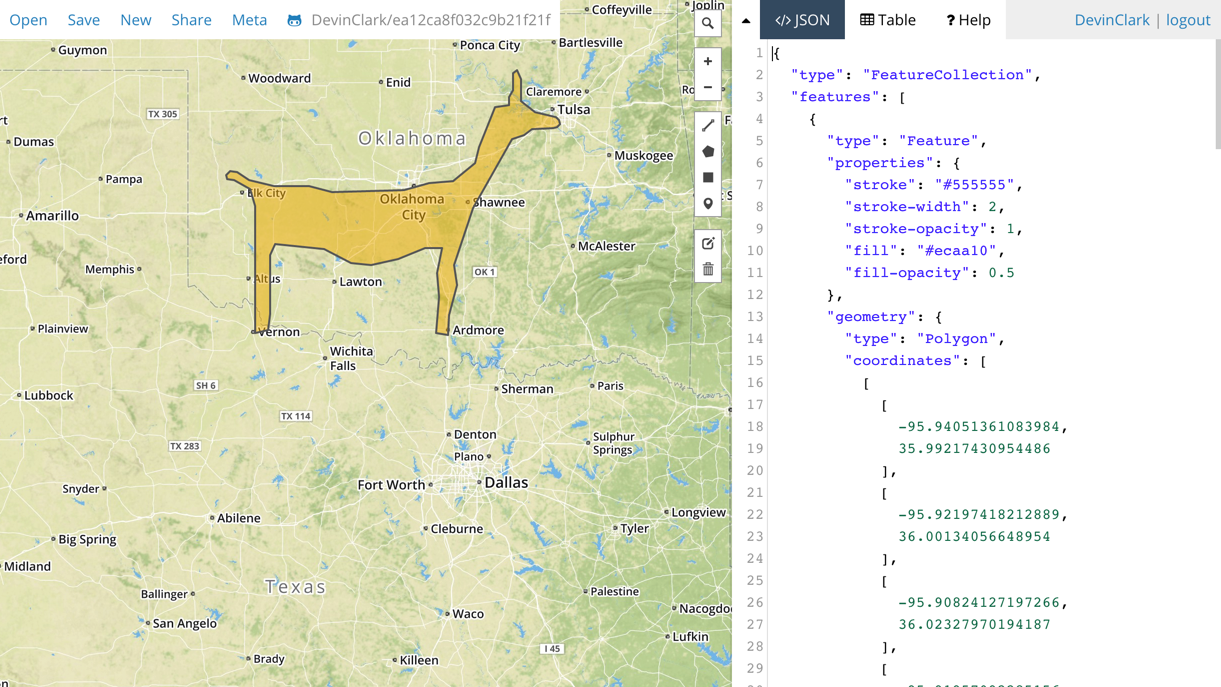 Open Save New Share Meta DevinClark/ea12ca8f032c9b21f21f
</> JSON Table ? Help DevinClark | logout
Coffeyville
Joplin
Guymon
Ponca City
Bartlesville
Woodward
Enid
Claremore
Tulsa
TX 305
Oklahoma
Dumas
Muskogee
Pampa
Elk City
Oklahoma
City
Shawnee
Amarillo
McAlester
Memphis
OK 1
Altus
Lawton
Plainview
Vernon
Ardmore
Wichita
Falls
SH 6
Sherman
Paris
Lubbock
TX 114
Denton
Sulphur
Springs
TX 283
Plano
Snyder
Fort Worth
Dallas
Abilene
Longview
Cleburne
Tyler
Big Spring
Midland
Texas
Ballinger
Palestine
San Angelo
Waco
Nacogdo
Lufkin
I 45
Brady
Killeen
1 {
2 "type": "FeatureCollection",
3 "features": [
4 {
5 "type": "Feature",
6 "properties": {
7 "stroke": "#555555",
8 "stroke-width": 2,
9 "stroke-opacity": 1,
10 "fill": "#ecaa10",
11 "fill-opacity": 0.5
12 },
13 "geometry": {
14 "type": "Polygon",
15 "coordinates": [
16 [
17 [
18 -95.94051361083984,
19 35.99217430954486
20 ],
21 [
22 -95.92197418212889,
23 36.00134056648954
24 ],
25 [
26 -95.90824127197266,
27 36.02327970194187
28 ],
29 [